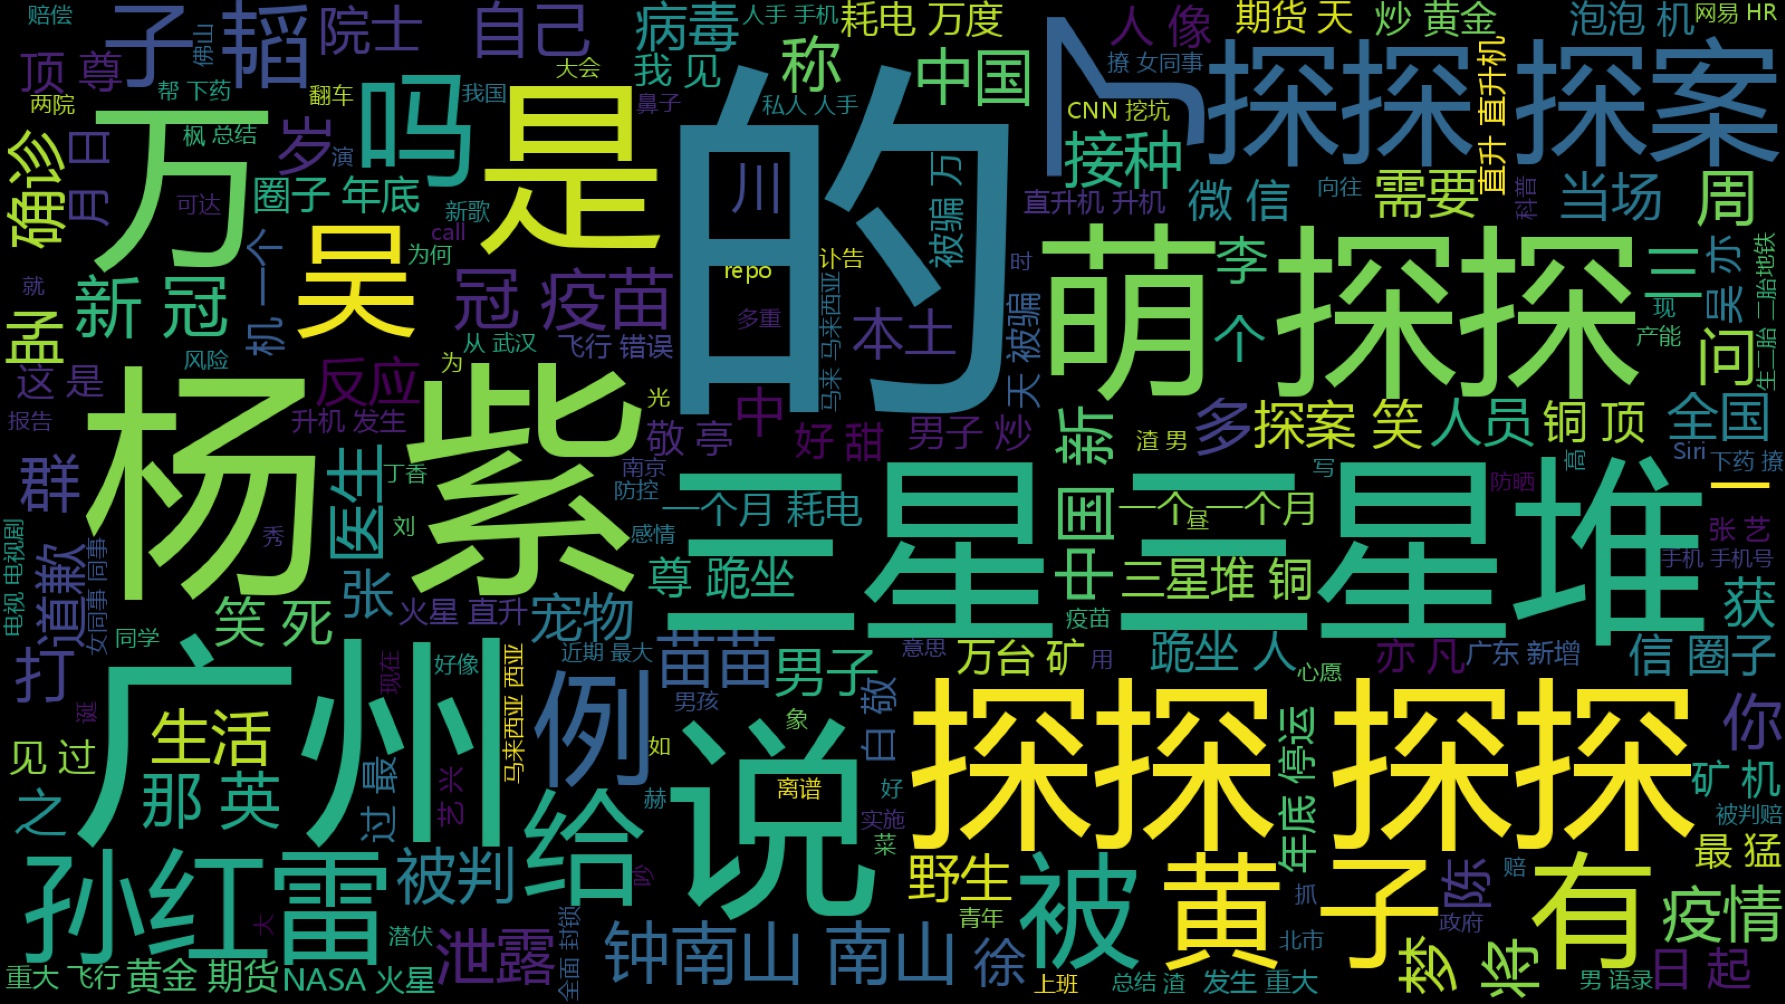 赔偿
子韬
佛山
院士
自己
病毒
人手 手机
耗电 万度
人 像
期货 天
炒 黄金
泡泡 机
网易 HR
顶 尊
帮 下药
大会
我 见
称
中国
了
撩 女同事
探探 探案
直升 直升机
两院
翻车
我国
鼻子
私人 人手
CNN 挖坑
万
枫 总结
岁
演
吗
是
的
川
接种
确诊
月 日
圈子 年底
可达
新歌
call
为何
被骗 万
直升机 升机
微 信
向往
需要
科普
当场
周
一个
吴
repo
讣告
时
萌 探探
李
三
吴 亦
二胎地铁
就
新 冠
冠 疫苗
多重
马来 马来西亚
本土
天 被骗
个
现
产能
生二胎
问
起
机
风险
从 武汉
飞行 错误
这 是
反应
为
光
中
报告
升机 发生
敬 亭
好 甜
男子 炒
中国 新
渣 男
多
探案 笑
人员
铜 顶
全国
杨紫
群
医生
丁香
南京
防控
写
高
Siri
下药 撩
防晒
一
三星 三星堆
一个月 耗电
一个 一个月
昼
秀
刘
感情
张 艺
电视 电视剧
道歉
女同事 同事
张
尊 跪坐
三星堆 铜
手机 手机号
笑 死
火星 直升
宠物
疫苗
获
同学
打
广州
现在
好像
马来西亚 西亚
近期 最大
苗苗
男子
意思
万台 矿
用
跪坐 人
心愿
亦 凡
广东 新增
信 圈子
诞
生活
例
男孩
白 敬
象
探探 探探
年底 停运
你
见 过
那 英
过 最
艺 兴
如
说
离谱
矿 机
之
给
赫
好
实施
菜
被判赔
最 猛
孙红雷
被判
吵
野生
被
黄 子
陈
赔
有
疫情
大
潜伏
泄露
全面 封锁
钟南山 南山
徐
青年
抓
政府
北市
梦
将
重大 飞行
黄金 期货
NASA 火星
上班
总结 渣
发生 重大
男 语录
日 起